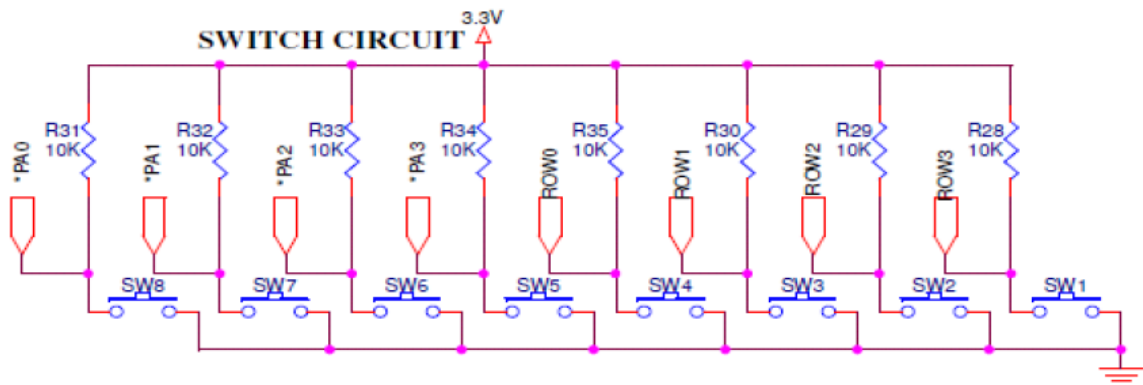 3.3V
SWITCH CIRCUIT
R31
10K
R32
10K
R33
10K
R34
10K
R35
10K
R30
10K
R29
10K
R28
10K
*PA0
*PA1
*PA2
*PA3
ROW0
ROW1
ROW2
ROW3
SW8
SW7
SW6
SW5
SW4
SW3
SW2
SW1